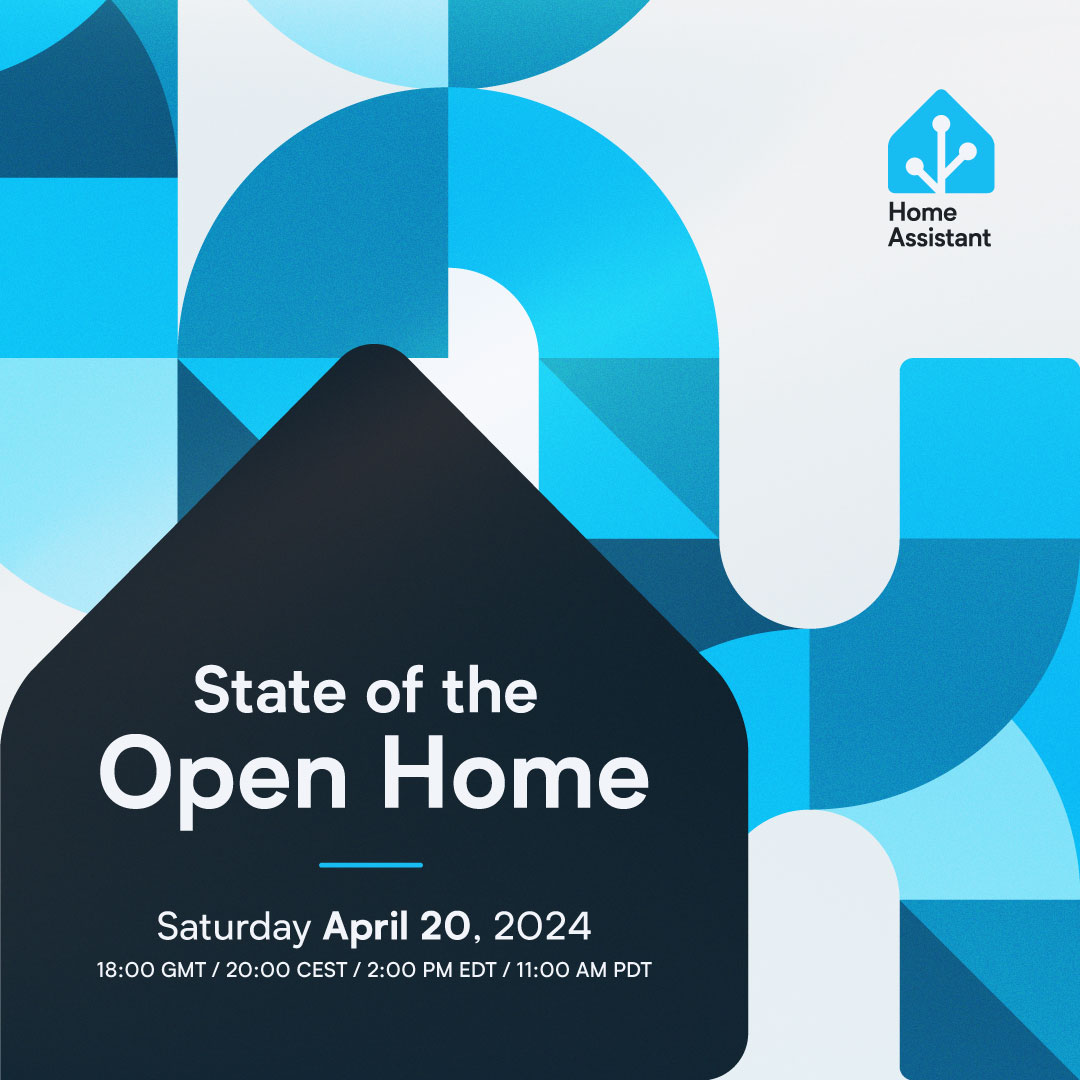 Home
Assistant
State of the
Open Home
Saturday April 20, 2024
18:00 GMT / 20:00 CEST / 2:00 PM EDT / 11:00 AM PDT